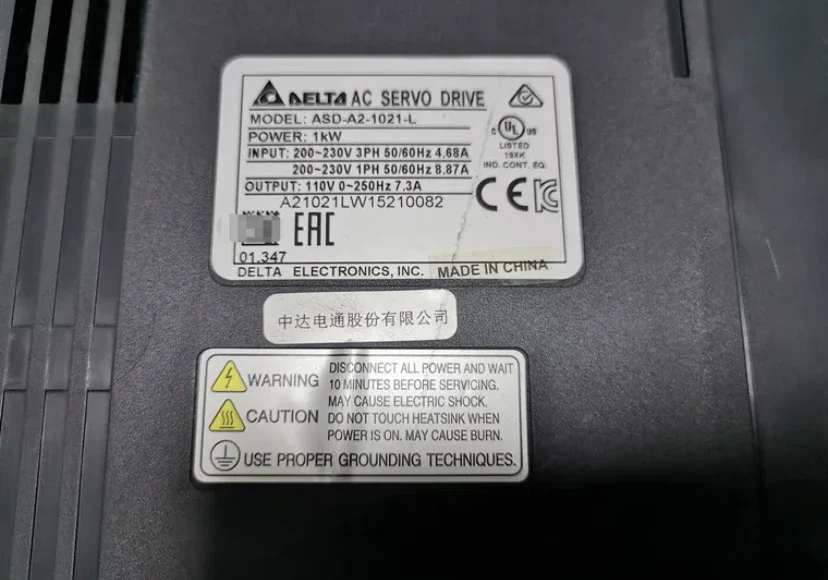 DELTA AC SERVO DRIVE
MODEL: ASD-A2-1021-L
POWER: 1kW
INPUT: 200~230V 3PH 50/60Hz 4.68A
200~230V 1PH 50/60Hz 8.87A
OUTPUT: 110V 0~250Hz 7.3A
A21021LW15210082
UL
C US
LISTED
19XK
IND. CONT. EQ.
CE
EAC
01.347
DELTA ELECTRONICS, INC.
MADE IN CHINA
中达电通股份有限公司
WARNING
DISCONNECT ALL POWER AND WAIT
10 MINUTES BEFORE SERVICING.
MAY CAUSE ELECTRIC SHOCK.
CAUTION
DO NOT TOUCH HEATSINK WHEN
POWER IS ON. MAY CAUSE BURN.
USE PROPER GROUNDING TECHNIQUES.